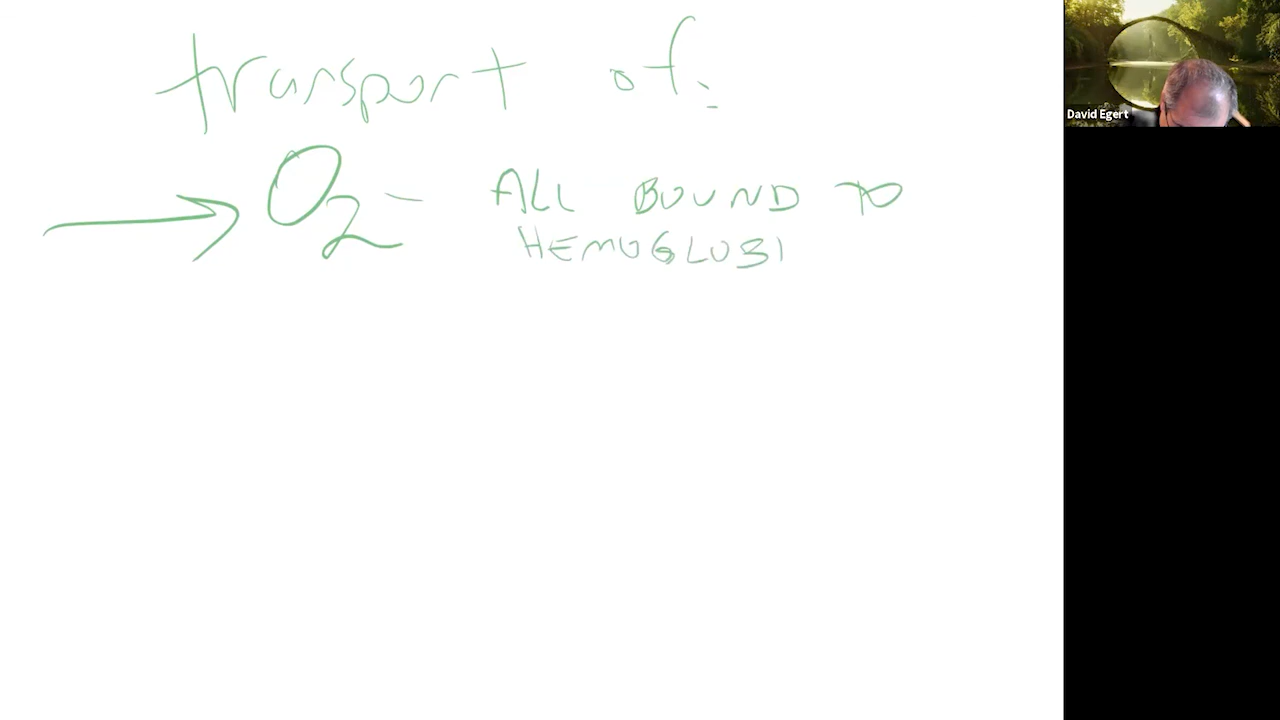 transport of:
O2 - ALL BOUND TO
HEMOGLOBI
David Egert